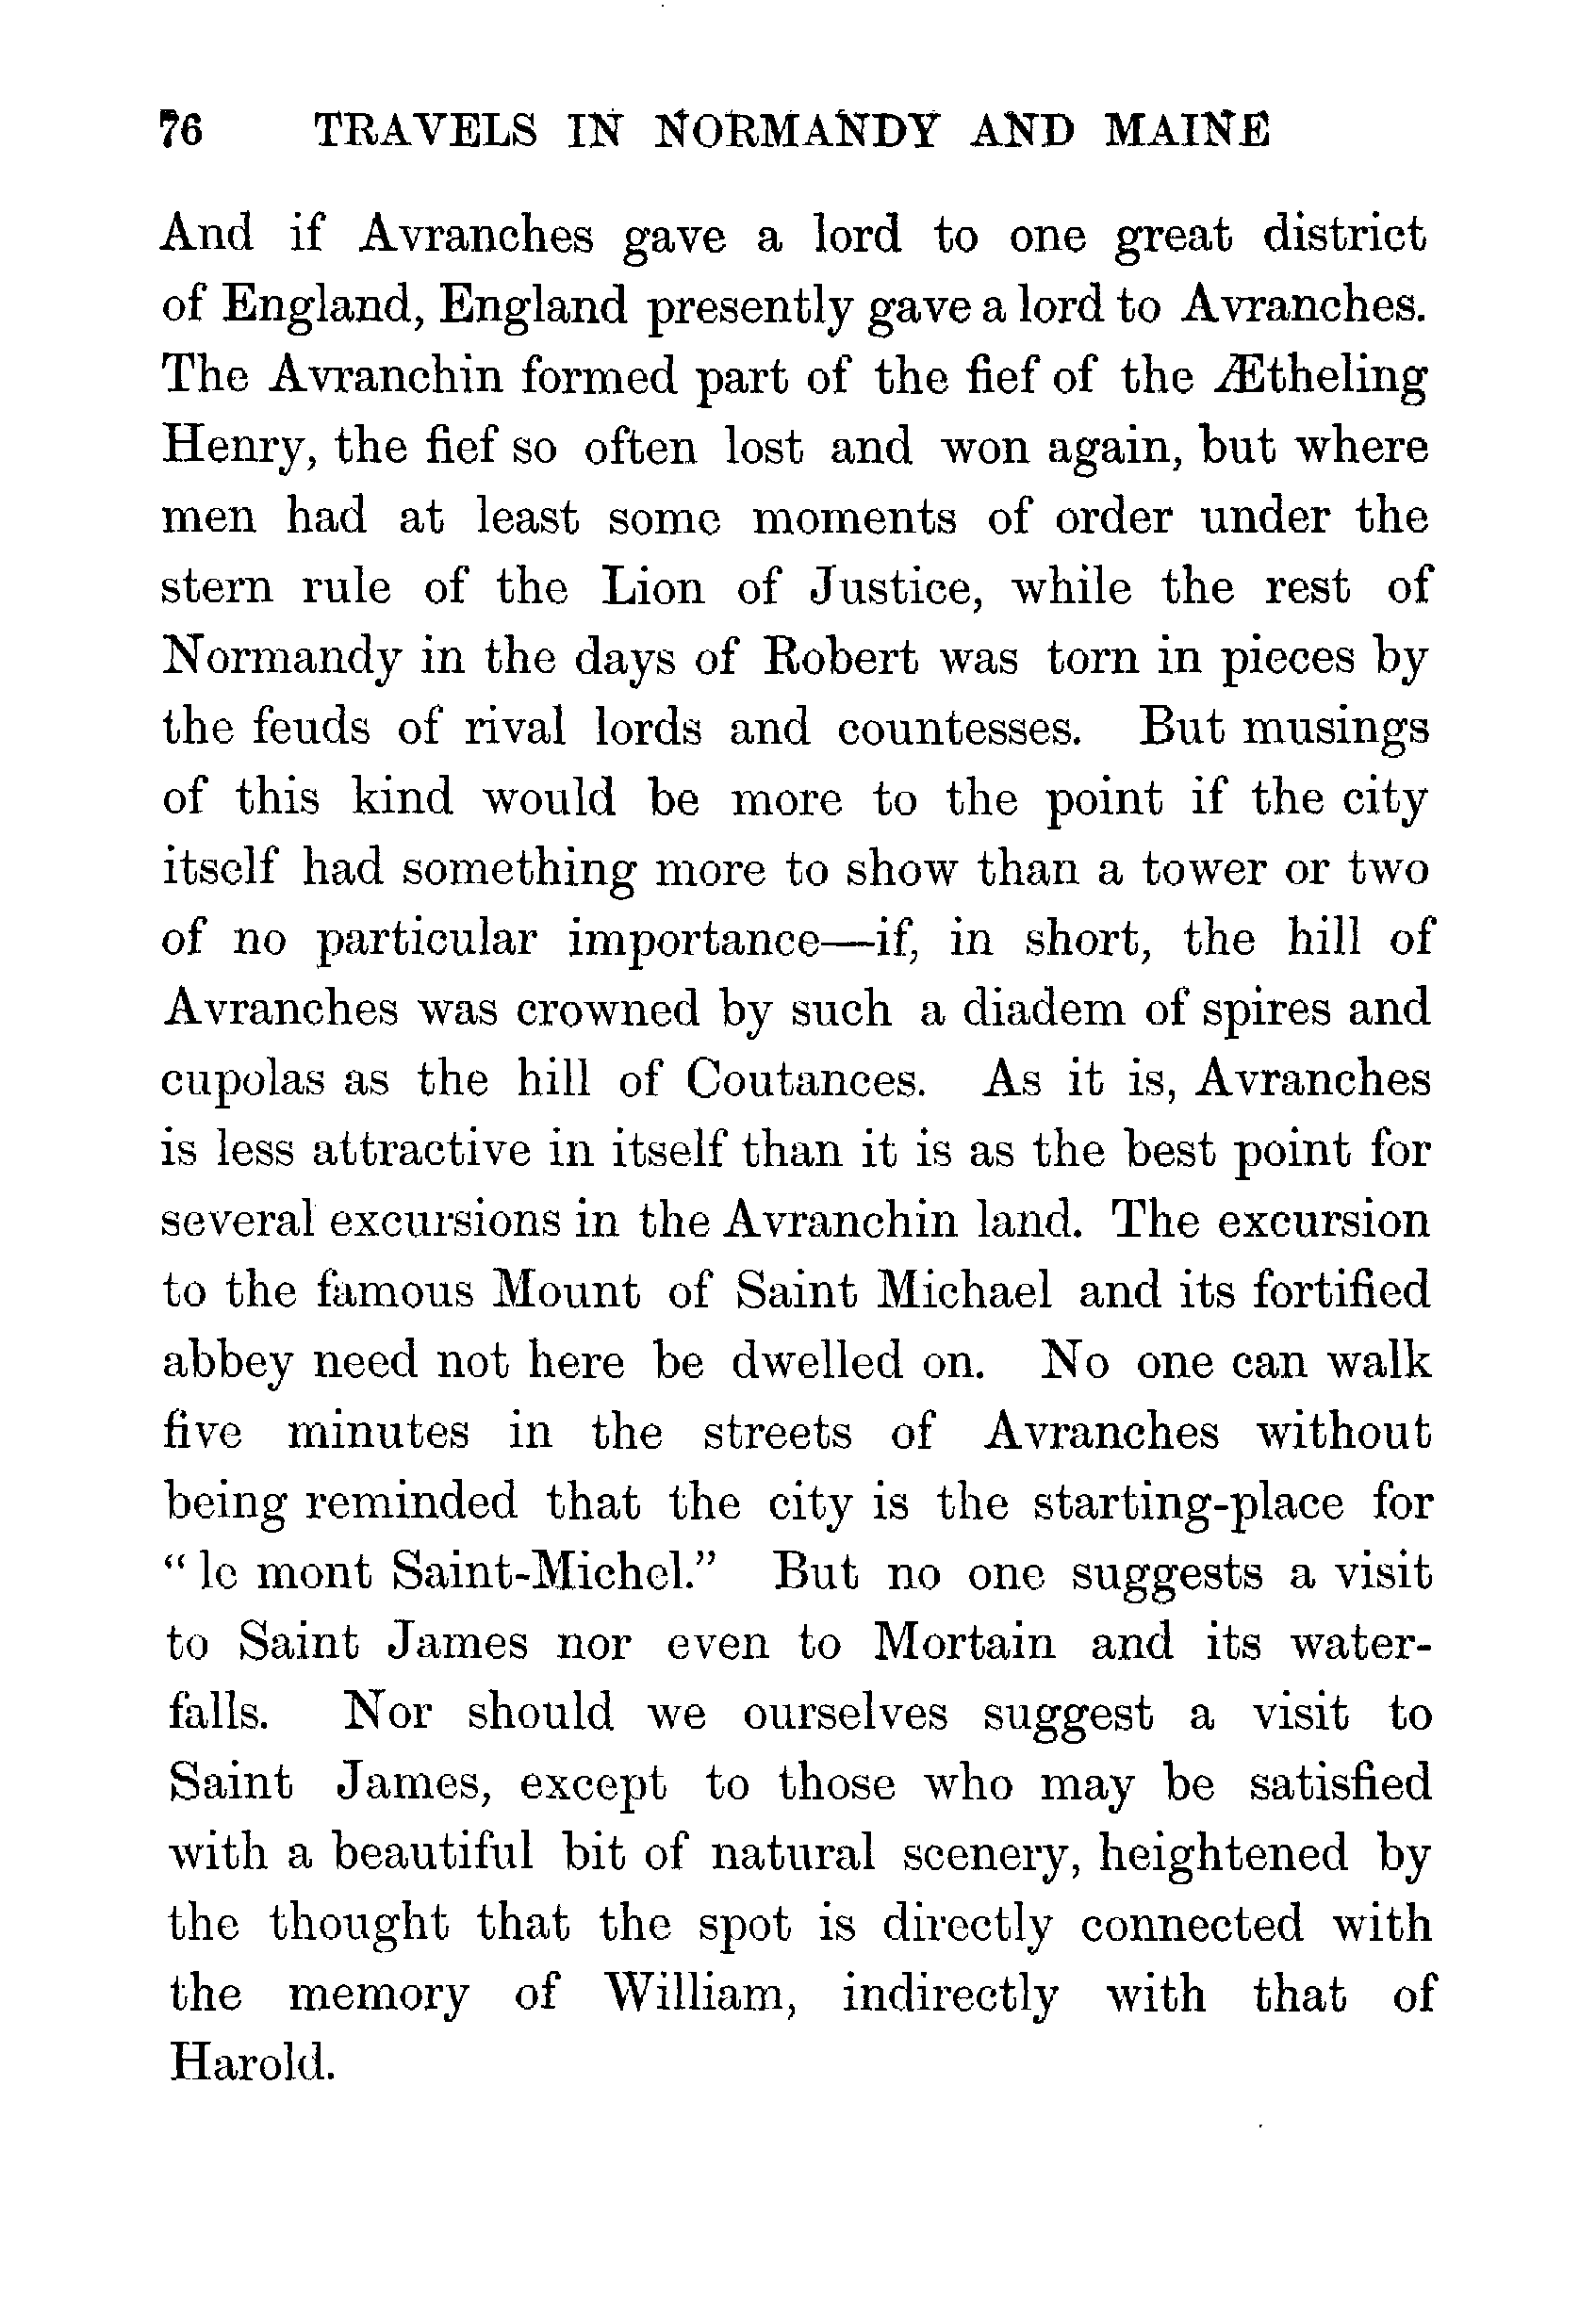 76 TRAVELS IN NORMANDY AND MAINE
And if Avranches gave a lord to one great district
of England, England presently gave a lord to Avranches.
The Avranchin formed part of the fief of the Ætheling
Henry, the fief so often lost and won again, but where
men had at least some moments of order under the
stern rule of the Lion of Justice, while the rest of
Normandy in the days of Robert was torn in pieces by
the feuds of rival lords and countesses. But musings
of this kind would be more to the point if the city
itself had something more to show than a tower or two
of no particular importance—if, in short, the hill of
Avranches was crowned by such a diadem of spires and
cupolas as the hill of Coutances. As it is, Avranches
is less attractive in itself than it is as the best point for
several excursions in the Avranchin land. The excursion
to the famous Mount of Saint Michael and its fortified
abbey need not here be dwelled on. No one can walk
five minutes in the streets of Avranches without
being reminded that the city is the starting-place for
“le mont Saint-Michel.” But no one suggests a visit
to Saint James nor even to Mortain and its water-
falls. Nor should we ourselves suggest a visit to
Saint James, except to those who may be satisfied
with a beautiful bit of natural scenery, heightened by
the thought that the spot is directly connected with
the memory of William, indirectly with that of
Harold.